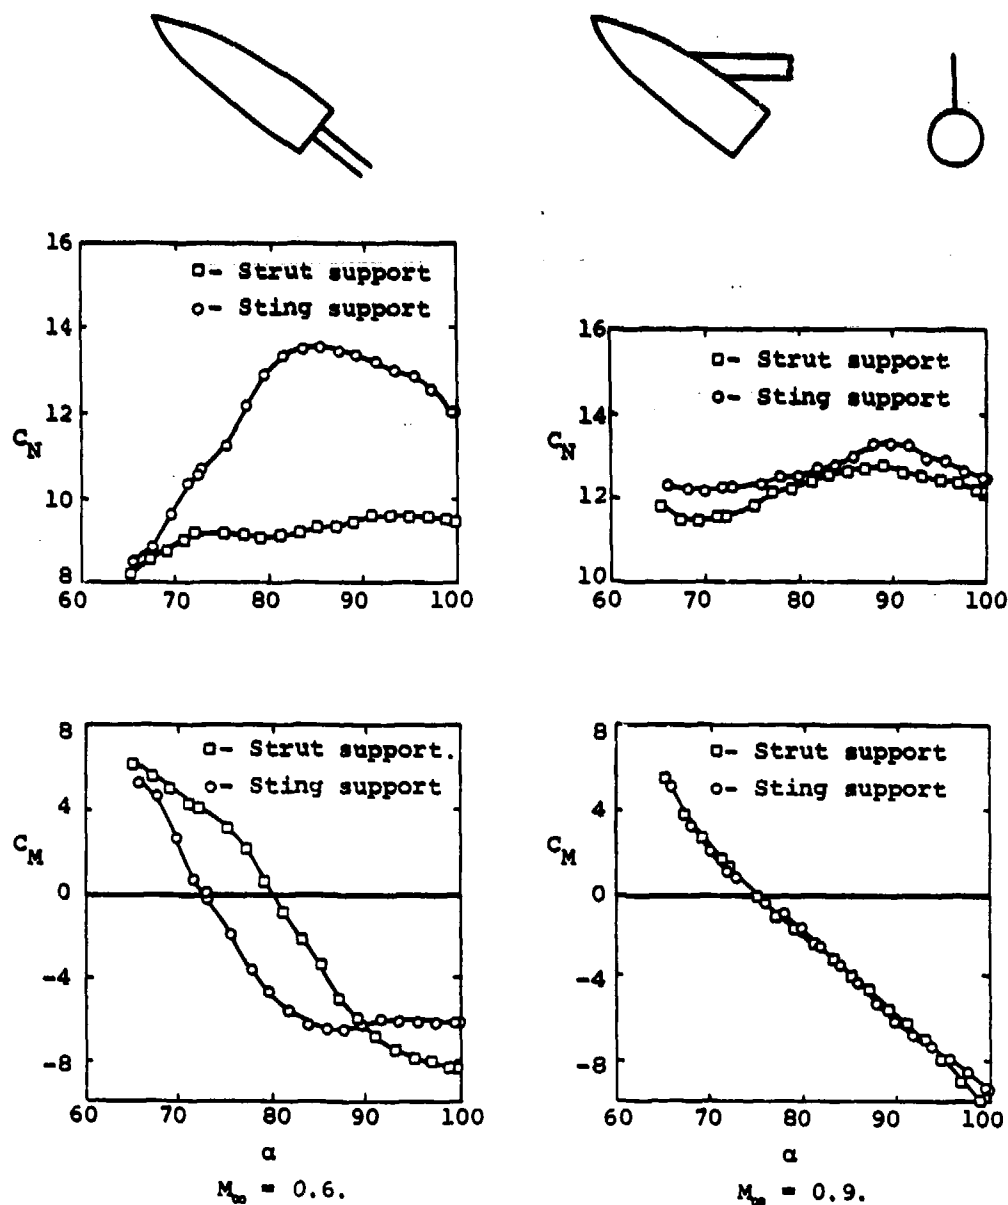 16
□- Strut support
○- Sting support
14
12
C_N
10
8
60 70 80 90 100
16
□- Strut support
○- Sting support
14
C_N
12
10
60 70 80 90 100
8
□- Strut support.
○- Sting support
4
C_M
0
-4
-8
60 70 80 90 100
α
M_∞ = 0.6.
8
□- Strut support
○- Sting support
4
C_M
0
-4
-8
60 70 80 90 100
α
M_∞ = 0.9.